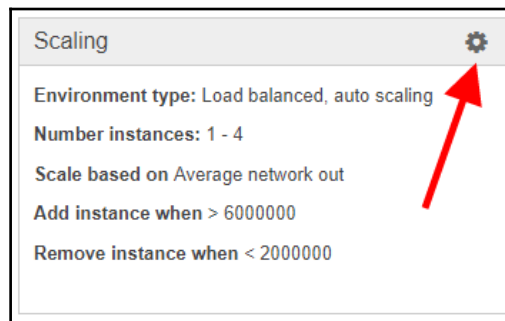 Scaling
Environment type: Load balanced, auto scaling
Number instances: 1 - 4
Scale based on Average network out
Add instance when > 6000000
Remove instance when < 2000000